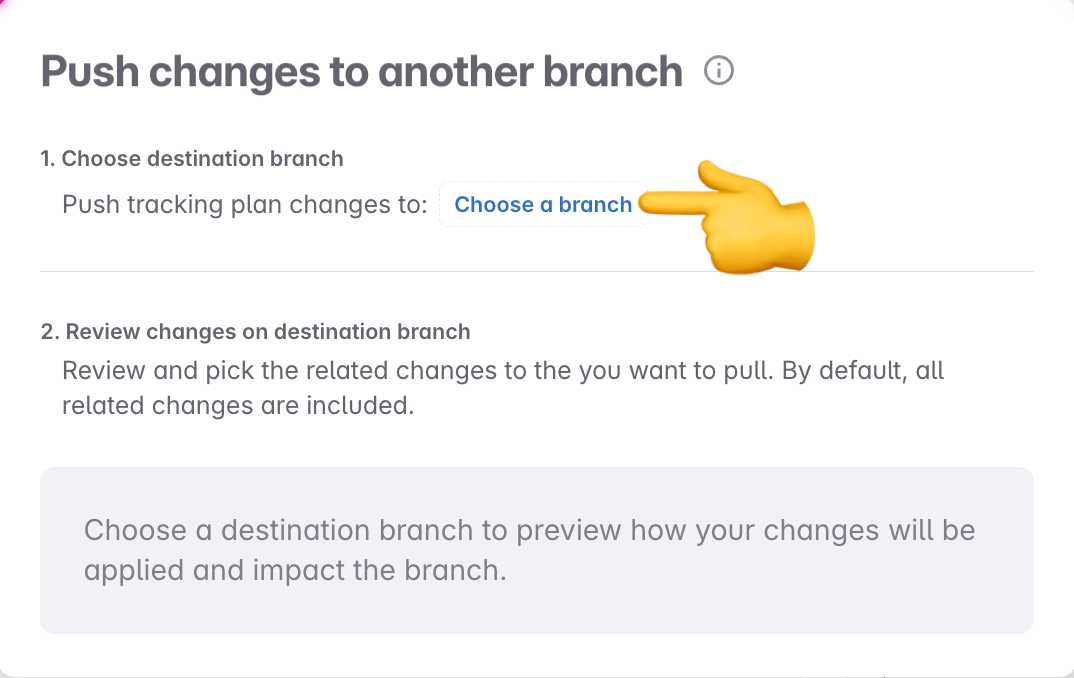 Push changes to another branch
1. Choose destination branch
Push tracking plan changes to: Choose a branch
2. Review changes on destination branch
Review and pick the related changes to the you want to pull. By default, all
related changes are included.
Choose a destination branch to preview how your changes will be
applied and impact the branch.